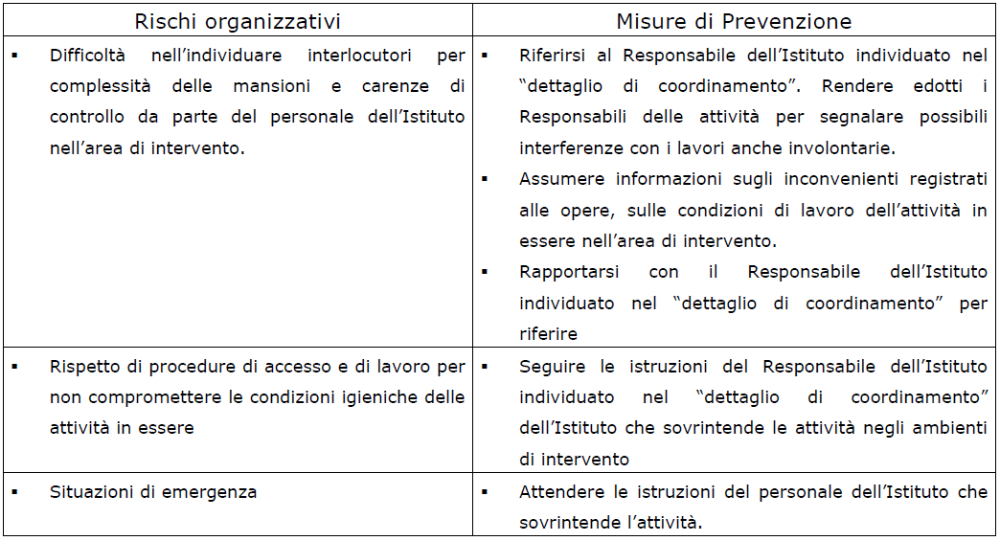 Rischi organizzativi
Misure di Prevenzione
▪ Difficoltà nell’individuare interlocutori per
complessità delle mansioni e carenze di
controllo da parte del personale dell’Istituto
nell’area di intervento.
▪ Riferirsi al Responsabile dell’Istituto individuato nel
“dettaglio di coordinamento”. Rendere edotti i
Responsabili delle attività per segnalare possibili
interferenze con i lavori anche involontarie.
▪ Assumere informazioni sugli inconvenienti registrati
alle opere, sulle condizioni di lavoro dell’attività in
essere nell’area di intervento.
▪ Rapportarsi con il Responsabile dell’Istituto
individuato nel “dettaglio di coordinamento” per
riferire
▪ Rispetto di procedure di accesso e di lavoro per
non compromettere le condizioni igieniche delle
attività in essere
▪ Seguire le istruzioni del Responsabile dell’Istituto
individuato nel “dettaglio di coordinamento”
dell’Istituto che sovrintende le attività negli ambienti
di intervento
▪ Situazioni di emergenza
▪ Attendere le istruzioni del personale dell’Istituto che
sovrintende l’attività.